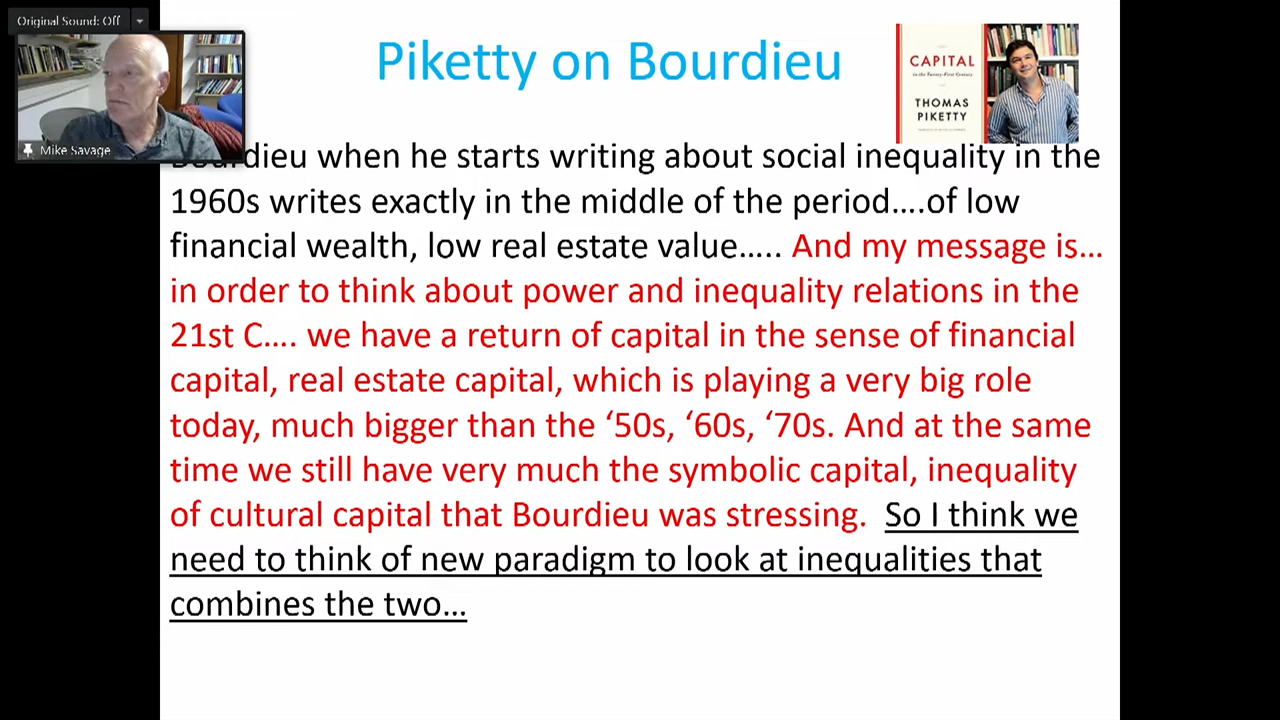 Original Sound: Off
Mike Savage
Piketty on Bourdieu
CAPITAL
in the Twenty-First Century
THOMAS
PIKETTY
Bourdieu when he starts writing about social inequality in the
1960s writes exactly in the middle of the period….of low
financial wealth, low real estate value….. And my message is…
in order to think about power and inequality relations in the
21st C…. we have a return of capital in the sense of financial
capital, real estate capital, which is playing a very big role
today, much bigger than the ‘50s, ‘60s, ‘70s. And at the same
time we still have very much the symbolic capital, inequality
of cultural capital that Bourdieu was stressing. So I think we
need to think of new paradigm to look at inequalities that
combines the two…